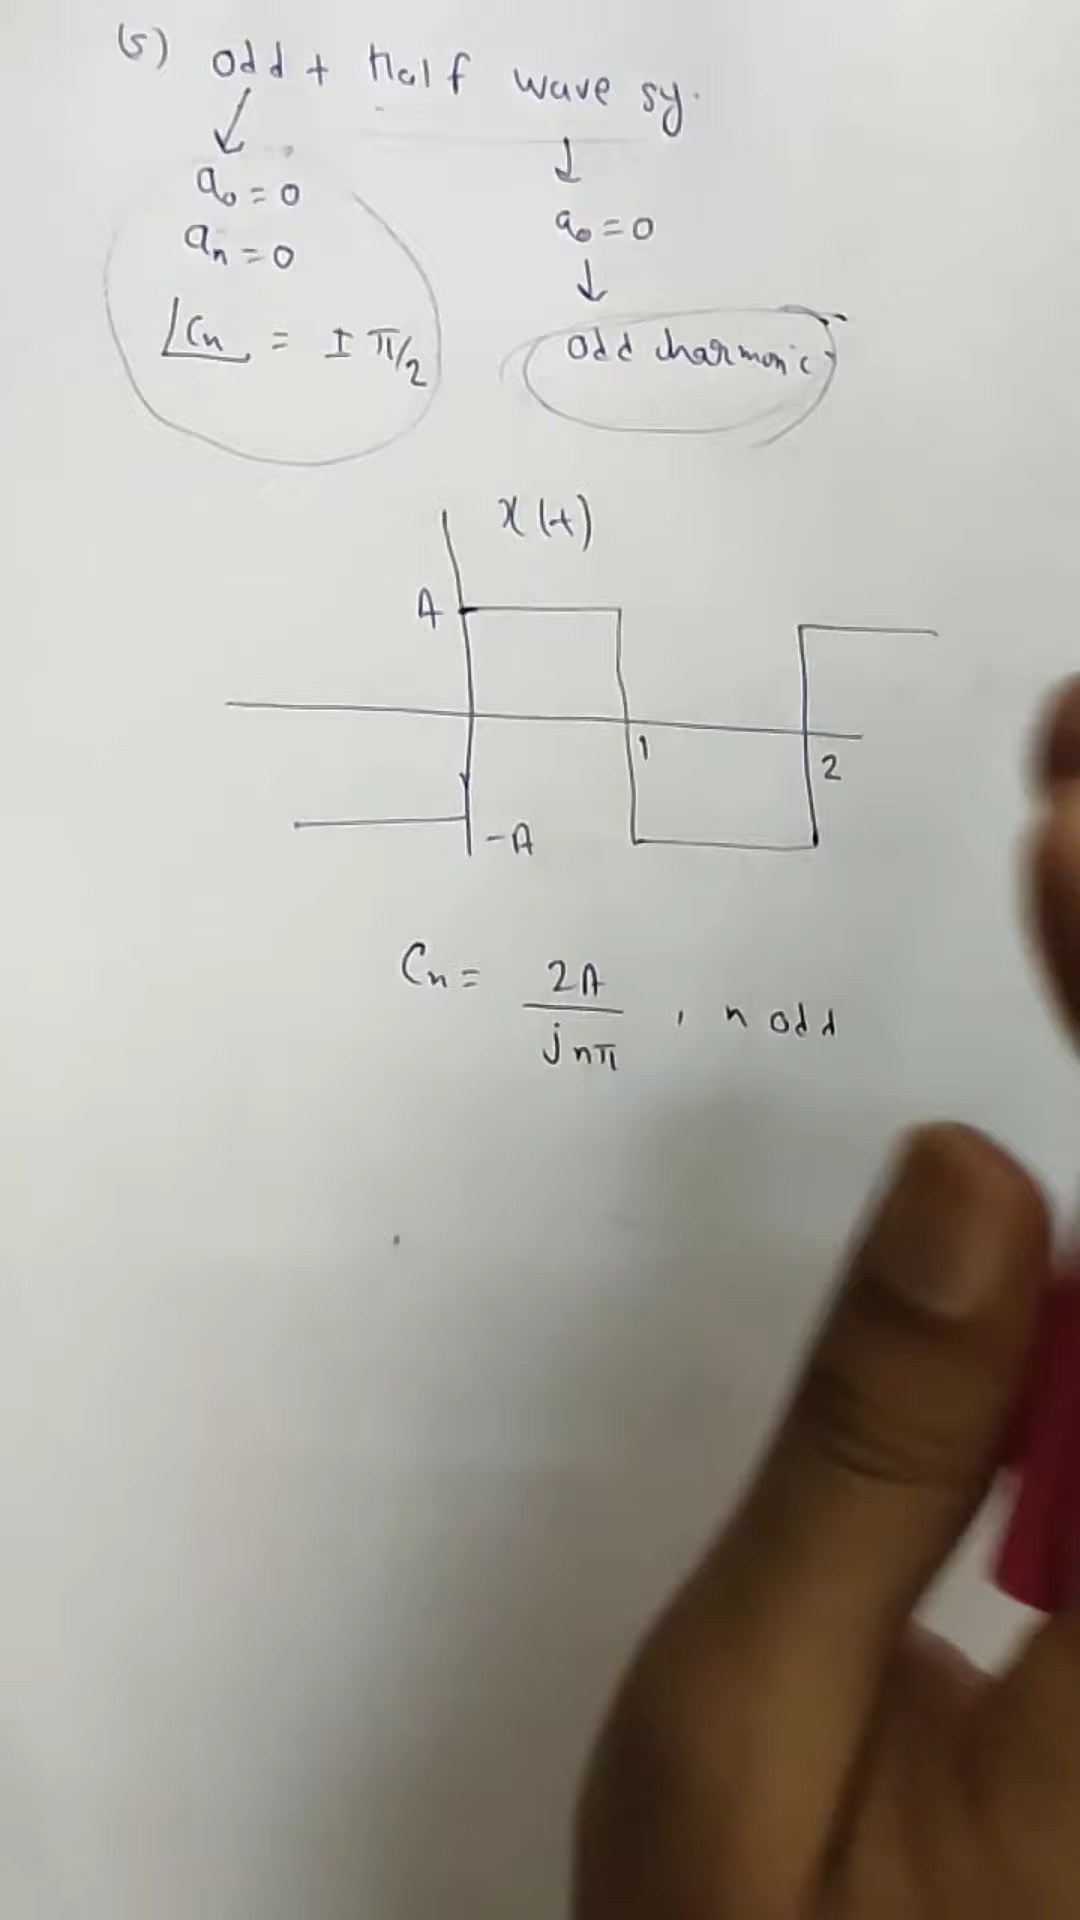 (5) odd + Half wave sy.
a₀ = 0
aₙ = 0
∠Cₙ = ± π/2
a₀ = 0
odd harmonic
x(t)
A
1
2
-A
Cₙ = 2A / jnπ , n odd